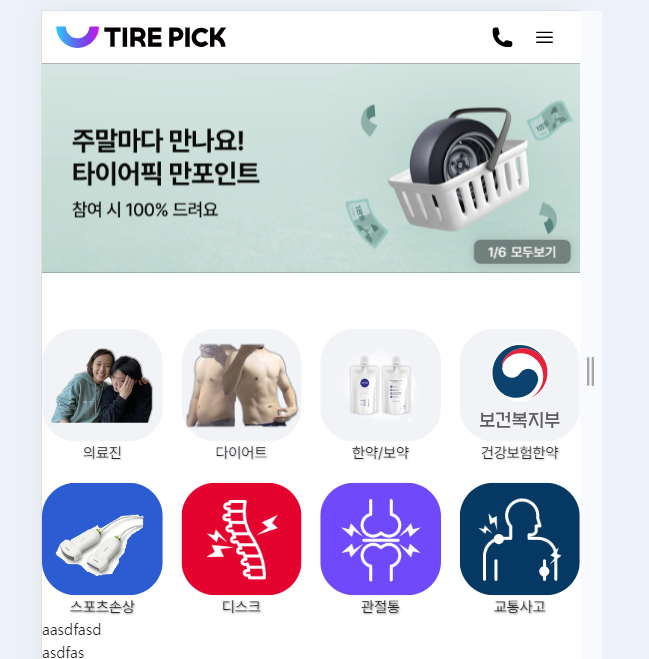 TIRE PICK
주말마다 만나요!
타이어픽 만포인트
참여 시 100% 드려요
1/6 모두보기
보건복지부
의료진
다이어트
한약/보약
건강보험한약
스포츠손상
디스크
관절통
교통사고
aasdfasd
asdfas